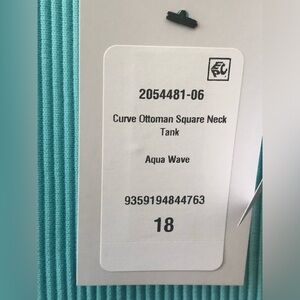 2054481-06
Curve Ottoman Square Neck
Tank
Aqua Wave
9359194844763
18